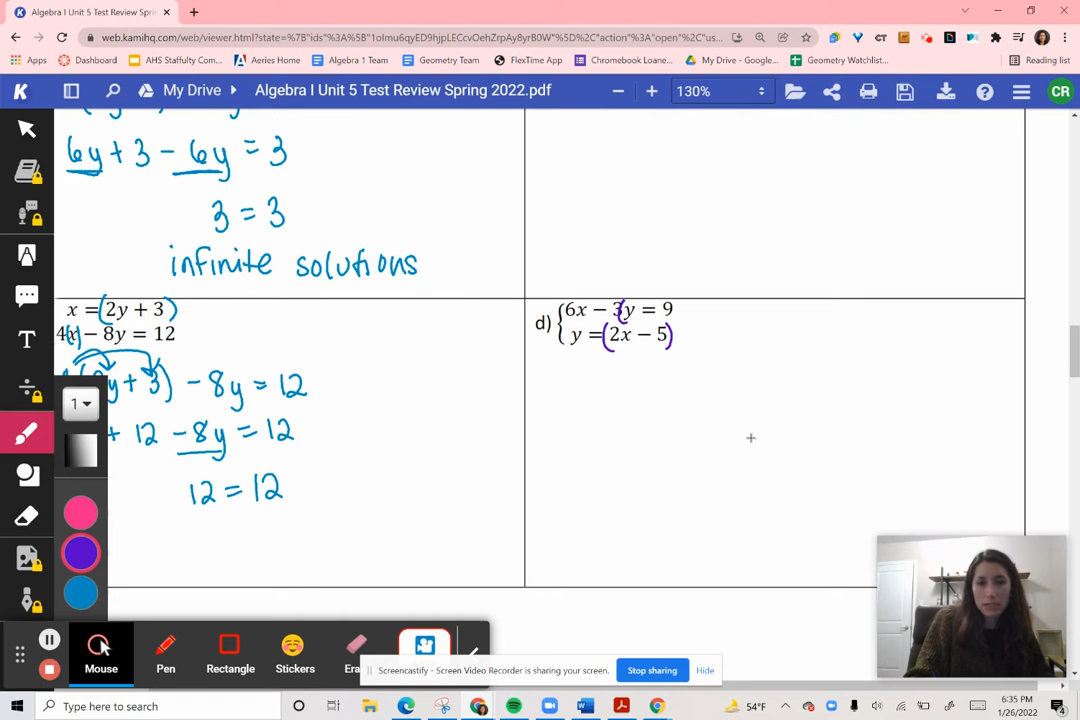 Algebra I Unit 5 Test Review Spri
web.kamihq.com/web/viewer.html?state=%7B"ids"%3A%5B"1oImu6qyED9hjpLECcvOehZrpAy8yrB0W"%5D%2C"action"%3A"open"%2C"us...
Apps Dashboard AHS Staffulty Com... Aeries Home Algebra 1 Team Geometry Team FlexTime App Chromebook Loane... My Drive - Google... Geometry Watchlist... Reading list
My Drive Algebra I Unit 5 Test Review Spring 2022.pdf 130% CR
6y + 3 - 6y = 3
3 = 3
infinite solutions
x = (2y + 3)
4x − 8y = 12
y + 3) - 8y = 12
+ 12 - 8y = 12
12 = 12
d) 6x − 3(y = 9
y = (2x − 5)
1
Mouse Pen Rectangle Stickers Era
Screencastify - Screen Video Recorder is sharing your screen. Stop sharing Hide
Type here to search 54°F 6:35 PM
1/26/2022 4